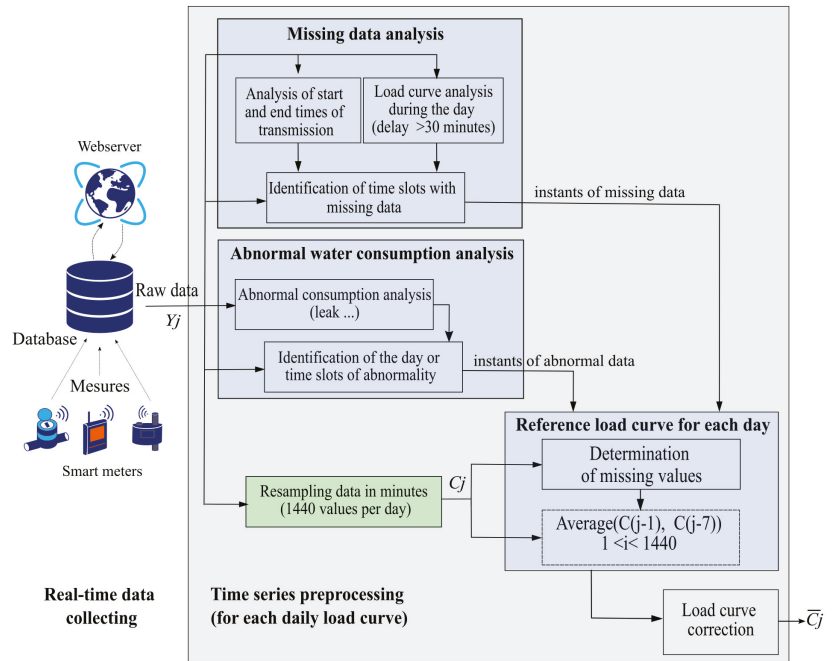 Missing data analysis
Analysis of start
and end times of
transmission
Load curve analysis
during the day
(delay >30 minutes)
Identification of time slots with
missing data
instants of missing data
Webserver
Abnormal water consumption analysis
Raw data
Yj
Abnormal consumption analysis
(leak ...)
Database
Identification of the day or
time slots of abnormality
instants of abnormal data
Mesures
Smart meters
Reference load curve for each day
Determination
of missing values
Resampling data in minutes
(1440 values per day)
Cj
Average(C(j-1), C(j-7))
1 <i< 1440
Real-time data
collecting
Time series preprocessing
(for each daily load curve)
Load curve
correction
C̅j